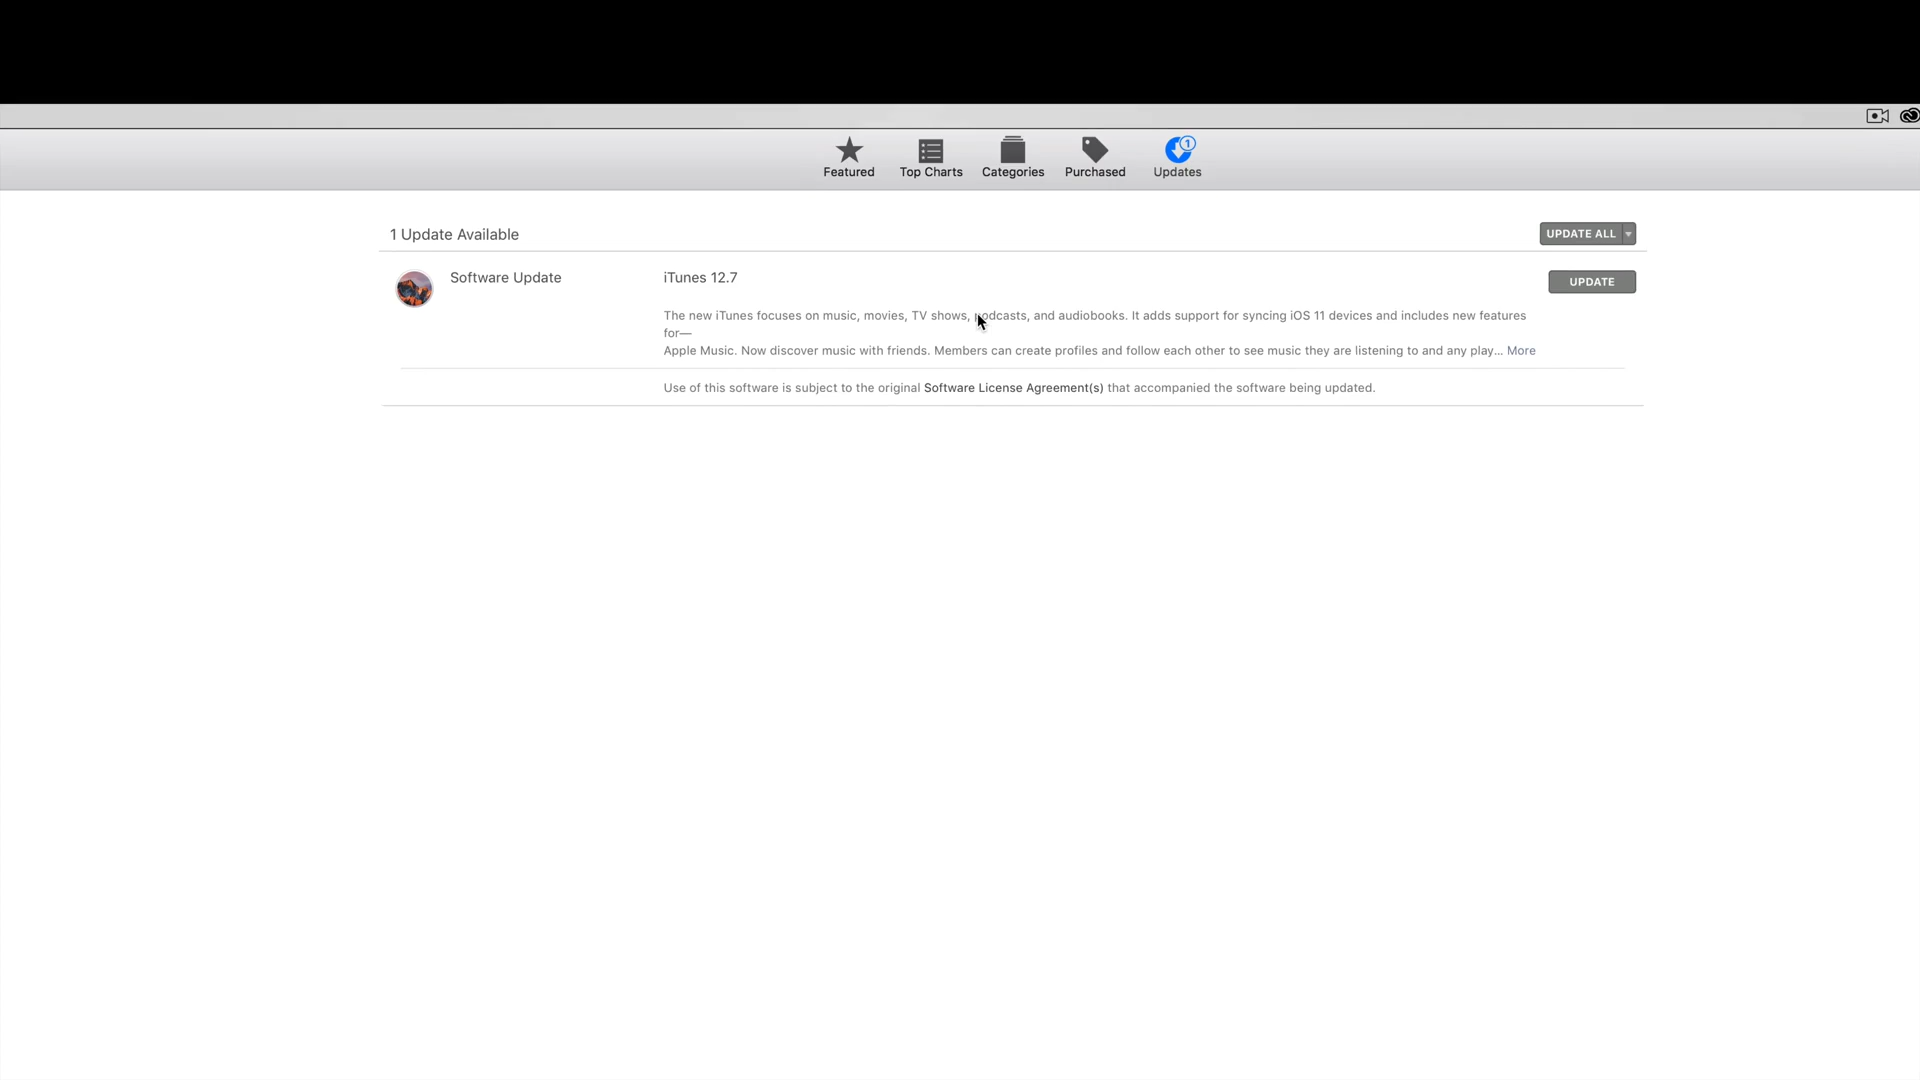 Featured
Top Charts
Categories
Purchased
1
Updates
1 Update Available
UPDATE ALL
Software Update
iTunes 12.7
UPDATE
The new iTunes focuses on music, movies, TV shows, podcasts, and audiobooks. It adds support for syncing iOS 11 devices and includes new features
for—
Apple Music. Now discover music with friends. Members can create profiles and follow each other to see music they are listening to and any play... More
Use of this software is subject to the original Software License Agreement(s) that accompanied the software being updated.